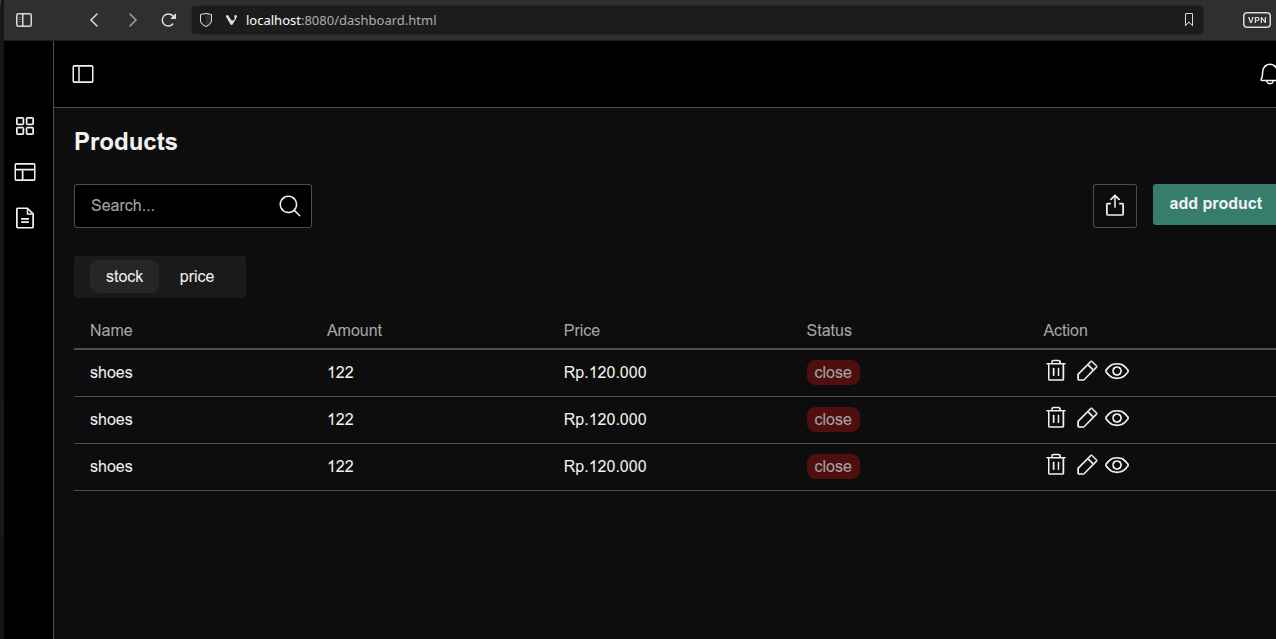 localhost:8080/dashboard.html
VPN
Products
Search...
add product
stock price
Name Amount Price Status Action
shoes 122 Rp.120.000 close
shoes 122 Rp.120.000 close
shoes 122 Rp.120.000 close